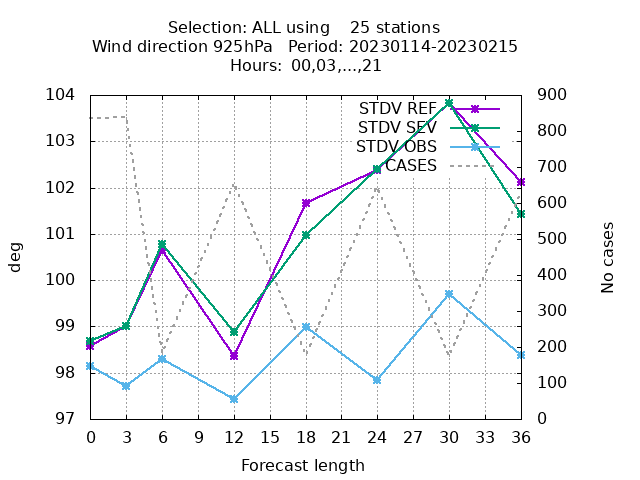 Selection: ALL using    25 stations
Wind direction 925hPa   Period: 20230114-20230215
Hours:  00,03,...,21
104
103
102
101
100
99
98
97
deg
900
800
700
600
500
400
300
200
100
0
No cases
STDV REF
STDV SEV
STDV OBS
CASES
0 3 6 9 12 15 18 21 24 27 30 33 36
Forecast length